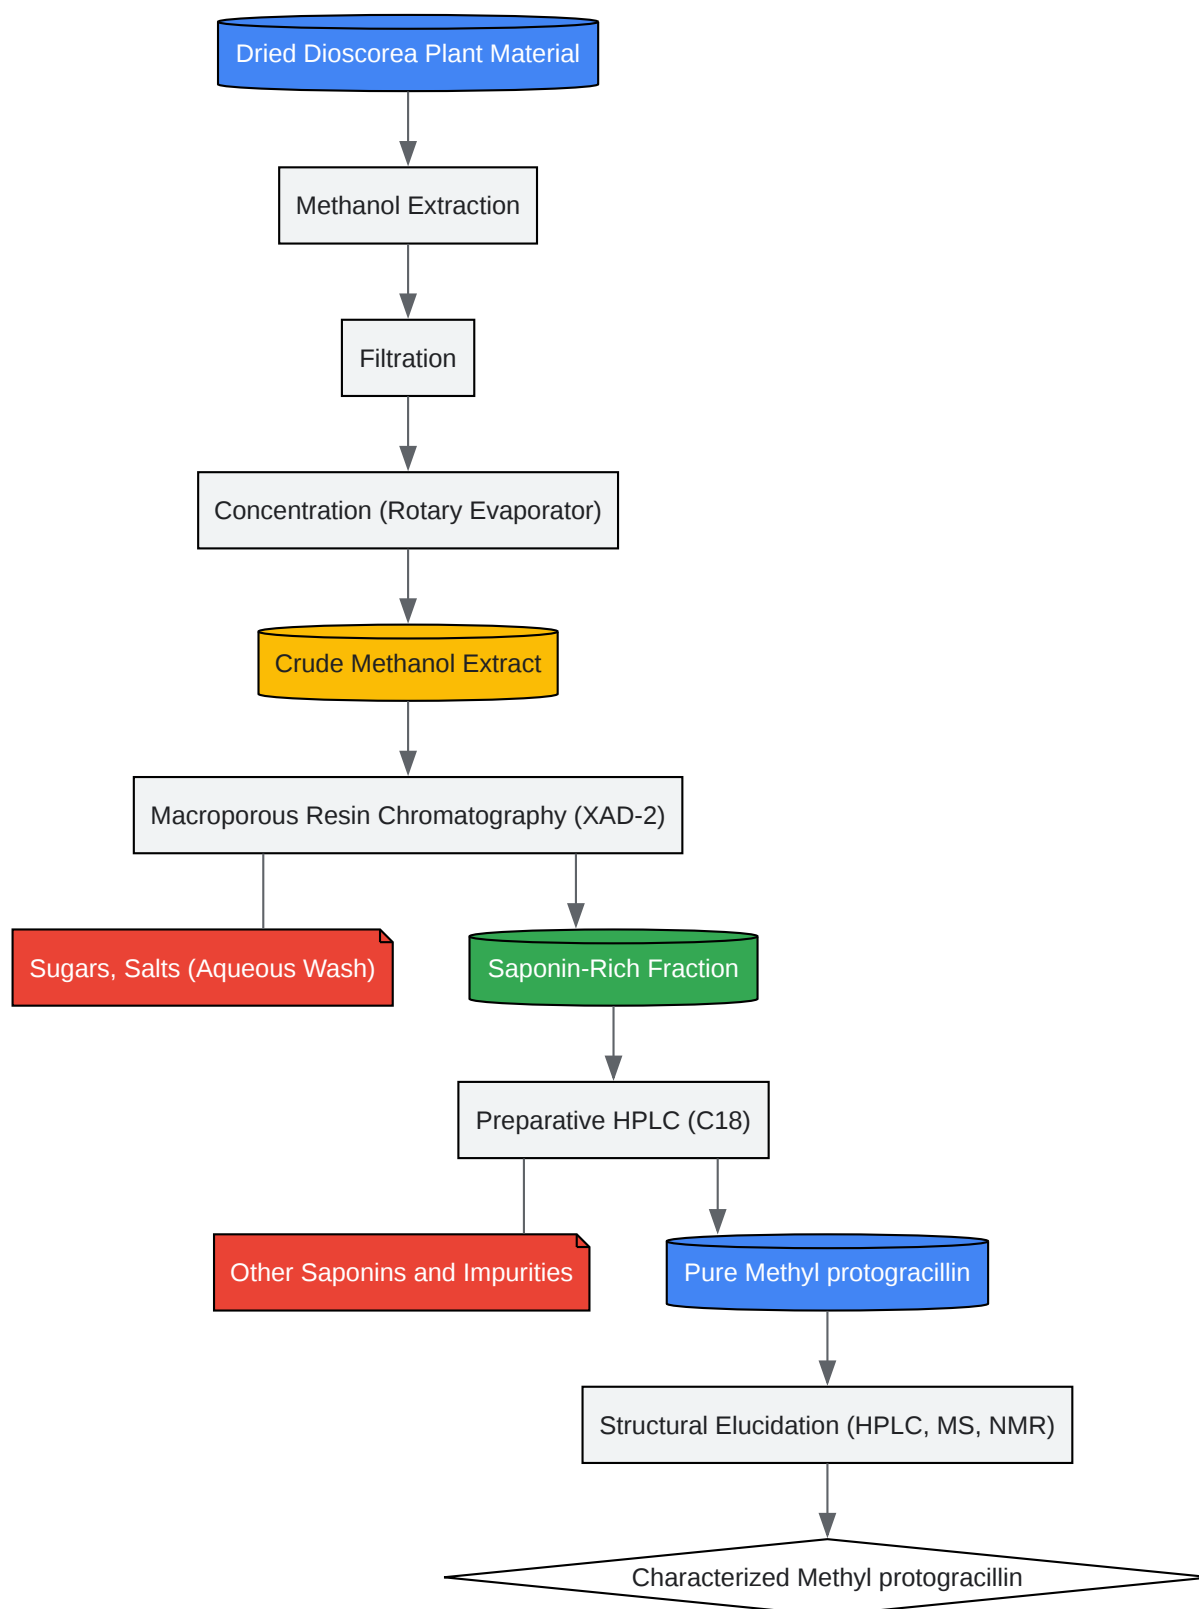 Dried Dioscorea Plant Material
Methanol Extraction
Filtration
Concentration (Rotary Evaporator)
Crude Methanol Extract
Macroporous Resin Chromatography (XAD-2)
Sugars, Salts (Aqueous Wash)
Saponin-Rich Fraction
Preparative HPLC (C18)
Other Saponins and Impurities
Pure Methyl protogracillin
Structural Elucidation (HPLC, MS, NMR)
Characterized Methyl protogracillin